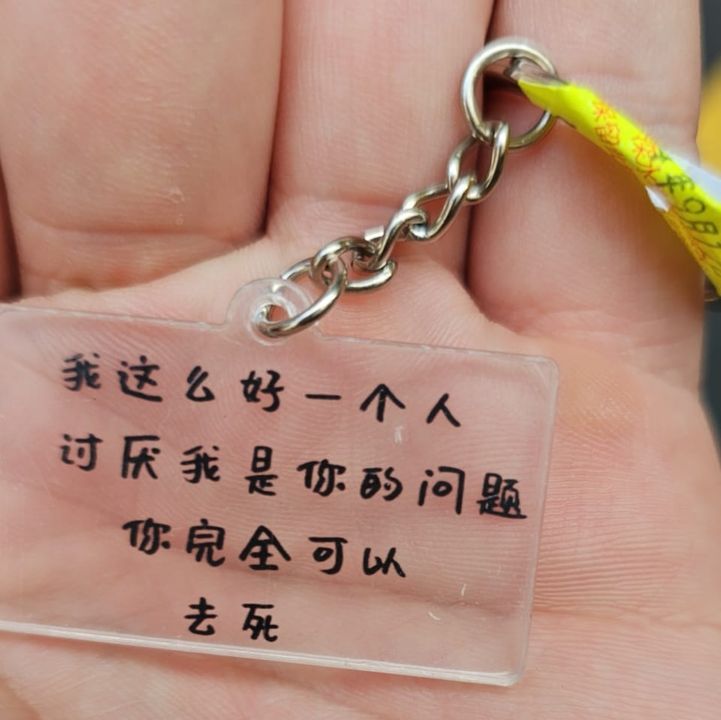 我这么好一个人
讨厌我是你的问题
你完全可以
去死